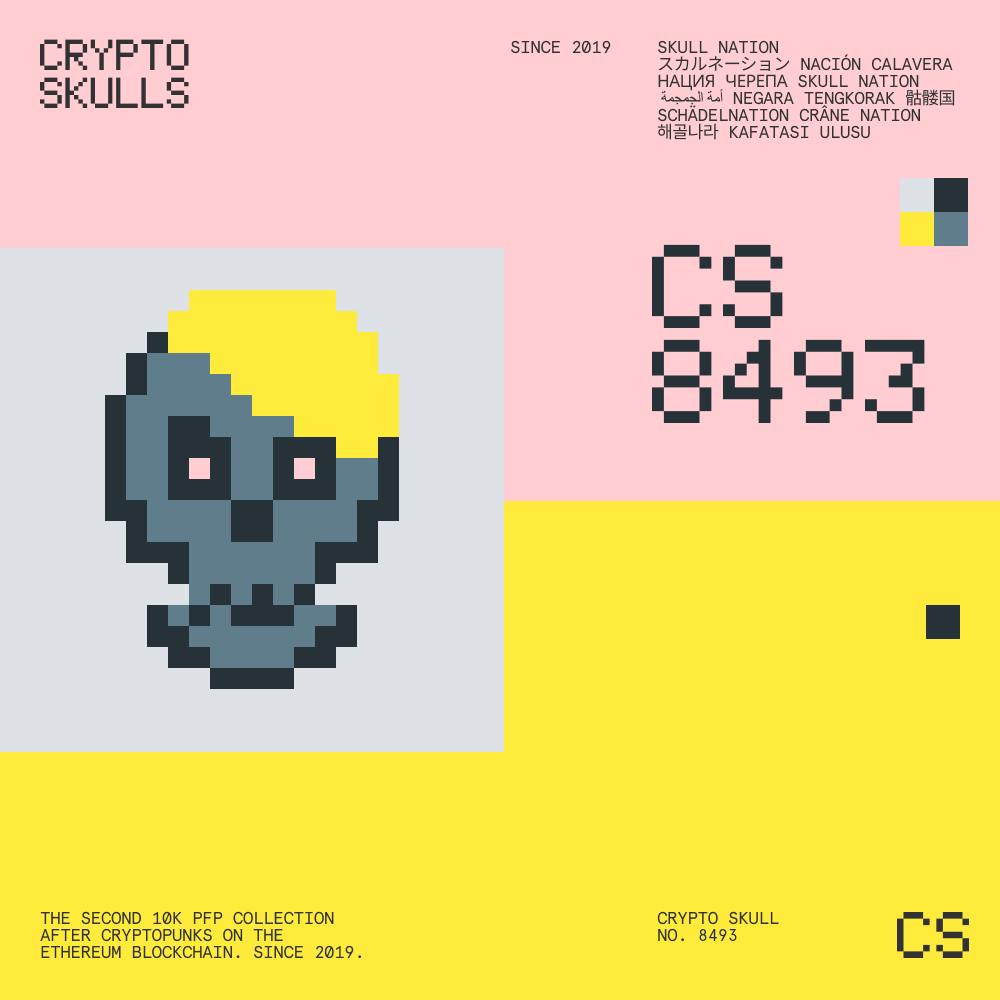 CRYPTO
SKULLS
SINCE 2019
SKULL NATION
スカルネーション NACIÓN CALAVERA
НАЦИЯ ЧЕРЕПА SKULL NATION
أمة الجمجمة NEGARA TENGKORAK 骷髅国
SCHÄDELNATION CRÂNE NATION
해골나라 KAFATASI ULUSU
CS
8493
THE SECOND 10K PFP COLLECTION
AFTER CRYPTOPUNKS ON THE
ETHEREUM BLOCKCHAIN. SINCE 2019.
CRYPTO SKULL
NO. 8493
CS